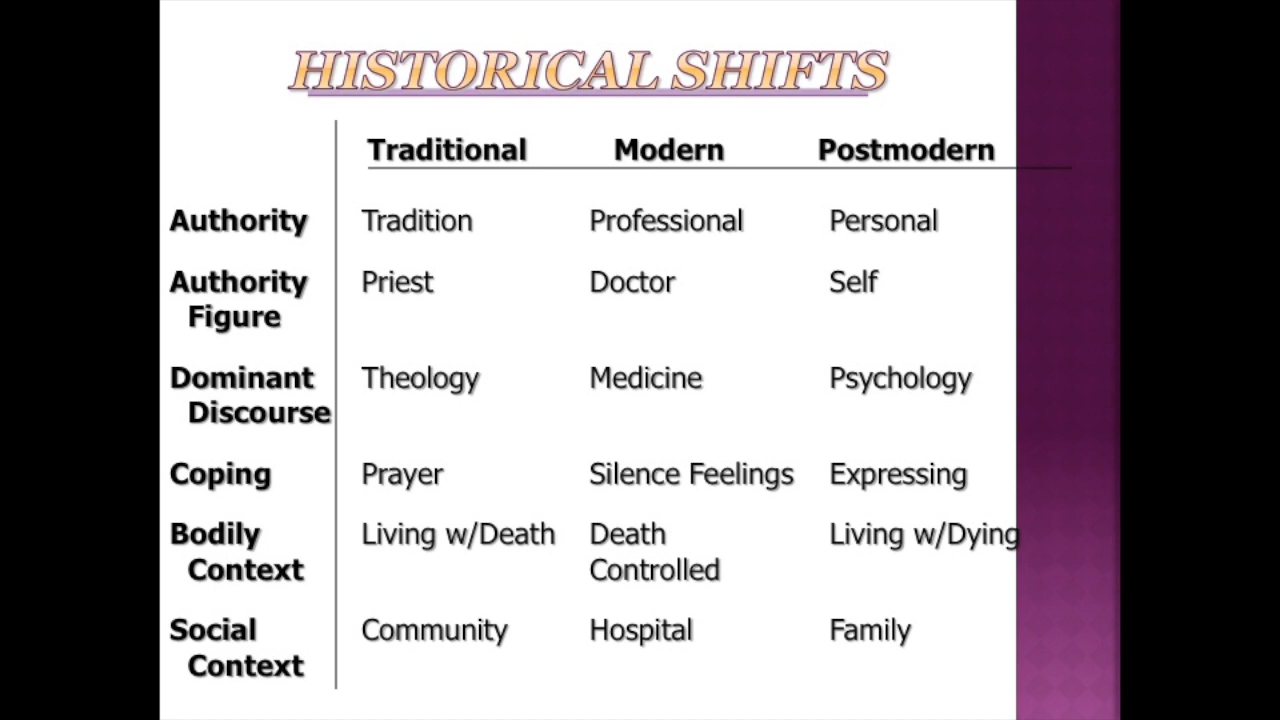 HISTORICAL SHIFTS
Traditional Modern Postmodern
Authority Tradition Professional Personal
Authority Priest Doctor Self
Figure
Dominant Theology Medicine Psychology
Discourse
Coping Prayer Silence Feelings Expressing
Bodily Living w/Death Death Living w/Dying
Context Controlled
Social Community Hospital Family
Context